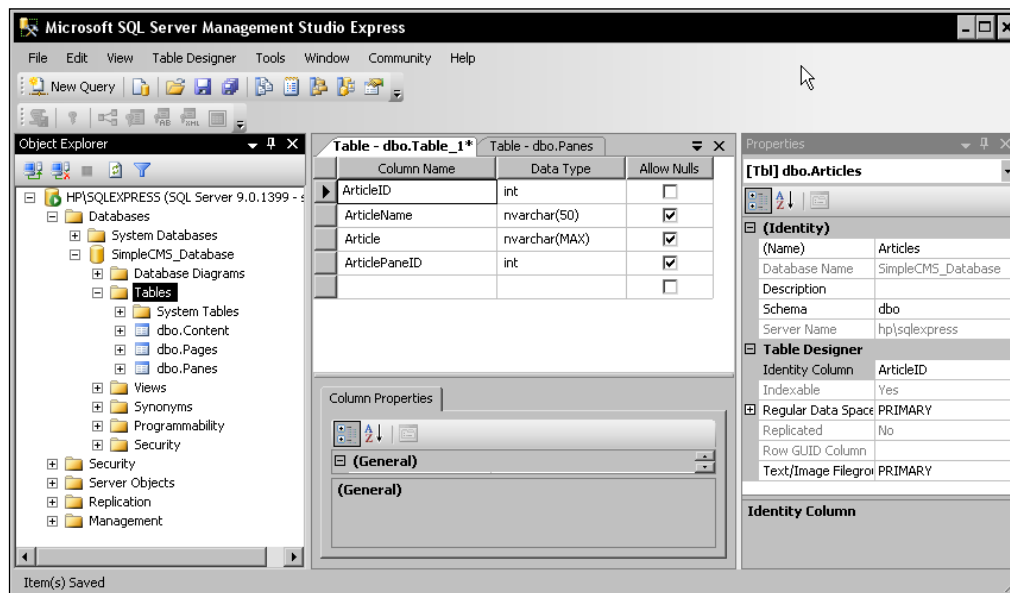 Microsoft SQL Server Management Studio Express
File Edit View Table Designer Tools Window Community Help
New Query
Object Explorer
HP\SQLEXPRESS (SQL Server 9.0.1399 -
Databases
System Databases
SimpleCMS_Database
Database Diagrams
Tables
System Tables
dbo.Content
dbo.Pages
dbo.Panes
Views
Synonyms
Programmability
Security
Security
Server Objects
Replication
Management
Table - dbo.Table_1* Table - dbo.Panes
Column Name Data Type Allow Nulls
ArticleID int
ArticleName nvarchar(50)
Article nvarchar(MAX)
ArticlePaneID int
Column Properties
(General)
(General)
Properties
[Tbl] dbo.Articles
(Identity)
(Name) Articles
Database Name SimpleCMS_Database
Description
Schema dbo
Server Name hp\sqlexpress
Table Designer
Identity Column ArticleID
Indexable Yes
Regular Data Space PRIMARY
Replicated No
Row GUID Column
Text/Image Filegrou PRIMARY
Identity Column
Item(s) Saved